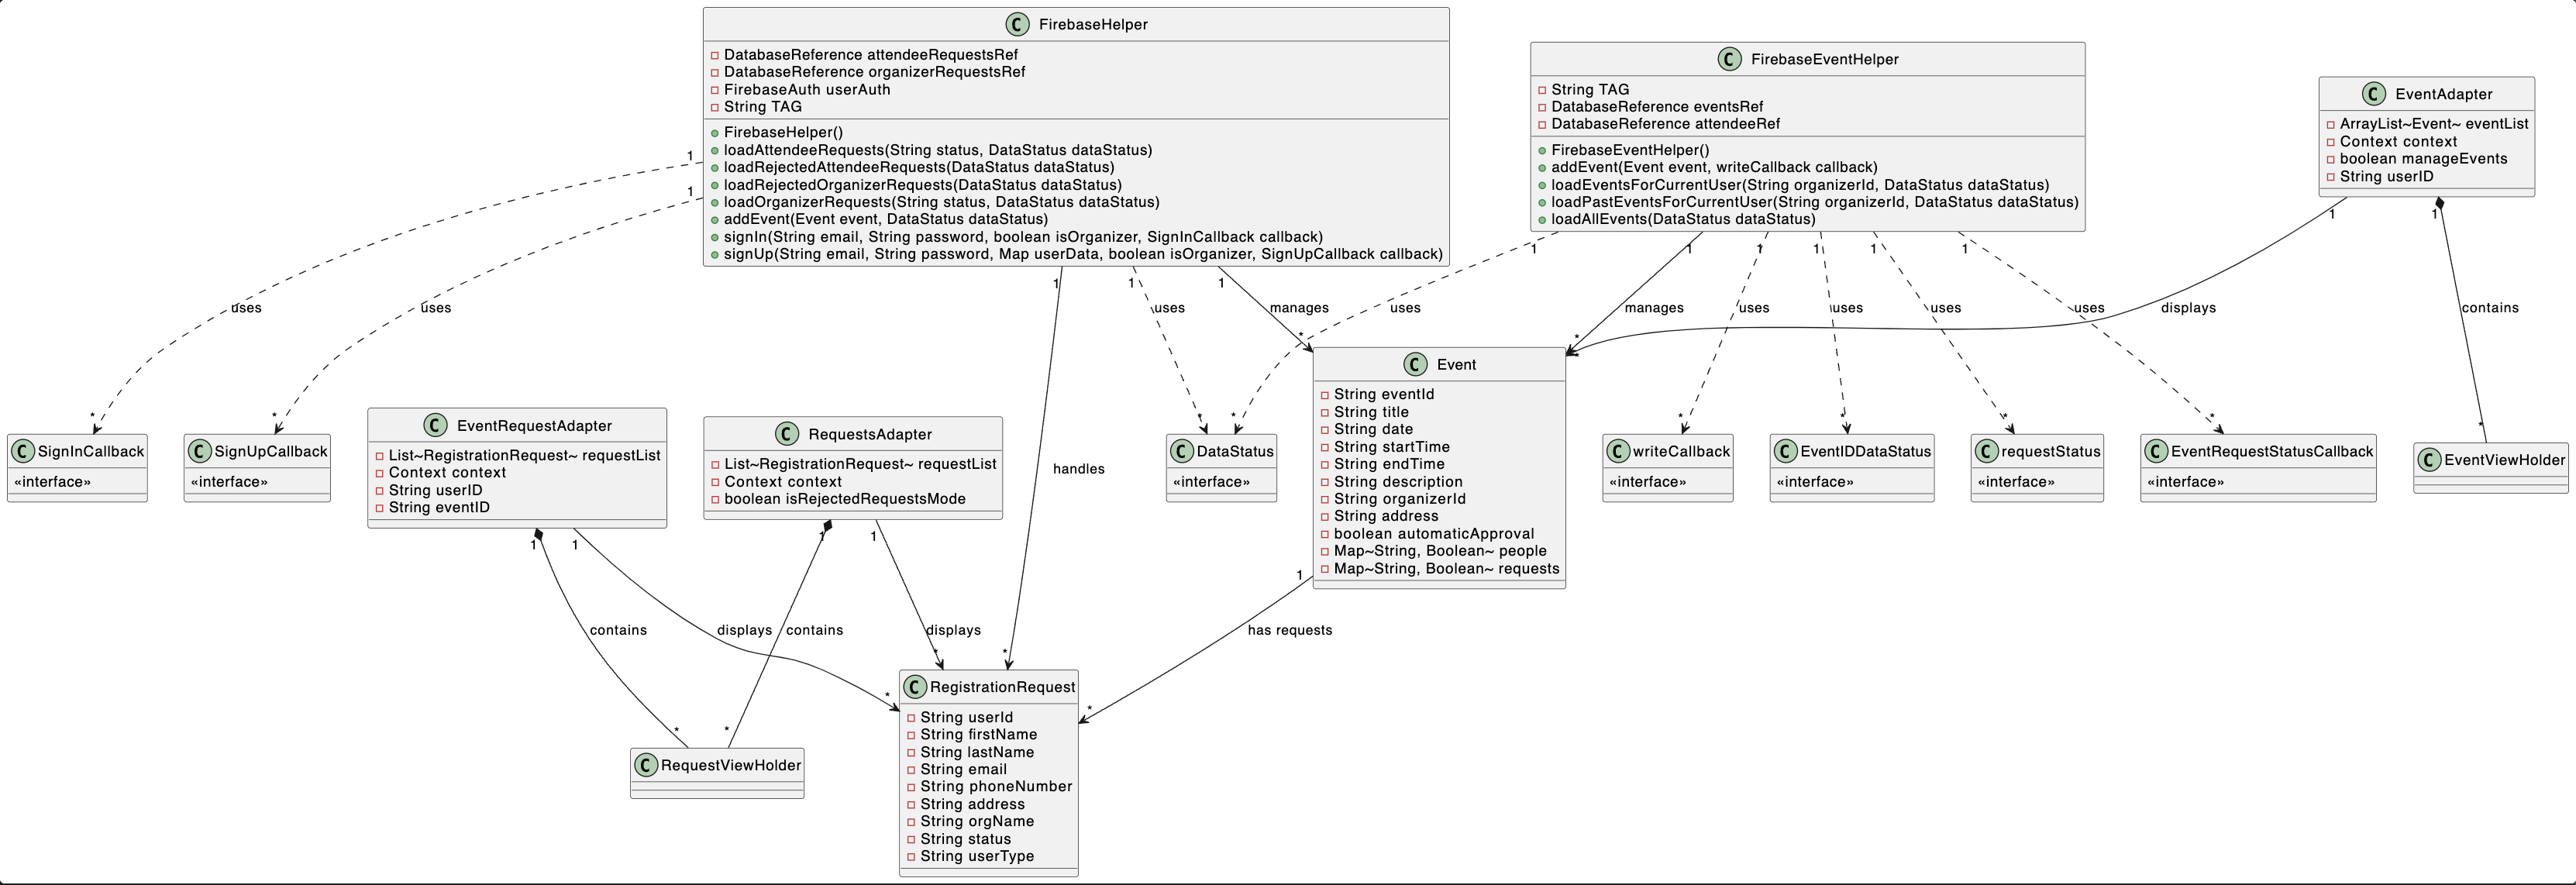 FirebaseHelper
DatabaseReference attendeeRequestsRef
DatabaseReference organizerRequestsRef
FirebaseAuth userAuth
String TAG
FirebaseHelper()
loadAttendeeRequests(String status, DataStatus dataStatus)
loadRejectedAttendeeRequests(DataStatus dataStatus)
loadRejectedOrganizerRequests(DataStatus dataStatus)
loadOrganizerRequests(String status, DataStatus dataStatus)
addEvent(Event event, DataStatus dataStatus)
signIn(String email, String password, boolean isOrganizer, SignInCallback callback)
signUp(String email, String password, Map userData, boolean isOrganizer, SignUpCallback callback)
FirebaseEventHelper
String TAG
DatabaseReference eventsRef
DatabaseReference attendeeRef
FirebaseEventHelper()
addEvent(Event event, writeCallback callback)
loadEventsForCurrentUser(String organizerId, DataStatus dataStatus)
loadPastEventsForCurrentUser(String organizerId, DataStatus dataStatus)
loadAllEvents(DataStatus dataStatus)
EventAdapter
ArrayList~Event~ eventList
Context context
boolean manageEvents
String userID
1
1
1
1
1
1
1
1
1
1
1
1
1
uses
uses
uses
manages
uses
manages
uses
uses
uses
uses
displays
contains
*
*
*
*
*
*
*
*
*
*
*
*
*
C SignInCallback
«interface»
C SignUpCallback
«interface»
C EventRequestAdapter
List~RegistrationRequest~ requestList
Context context
String userID
String eventID
C RequestsAdapter
List~RegistrationRequest~ requestList
Context context
boolean isRejectedRequestsMode
handles
C DataStatus
«interface»
C Event
String eventId
String title
String date
String startTime
String endTime
String description
String organizerId
String address
boolean automaticApproval
Map~String, Boolean~ people
Map~String, Boolean~ requests
C writeCallback
«interface»
C EventIDDataStatus
«interface»
C requestStatus
«interface»
C EventRequestStatusCallback
«interface»
C EventViewHolder
1
1
1
1
1
contains
displays
contains
displays
has requests
*
*
*
*
*
C RequestViewHolder
C RegistrationRequest
String userId
String firstName
String lastName
String email
String phoneNumber
String address
String orgName
String status
String userType